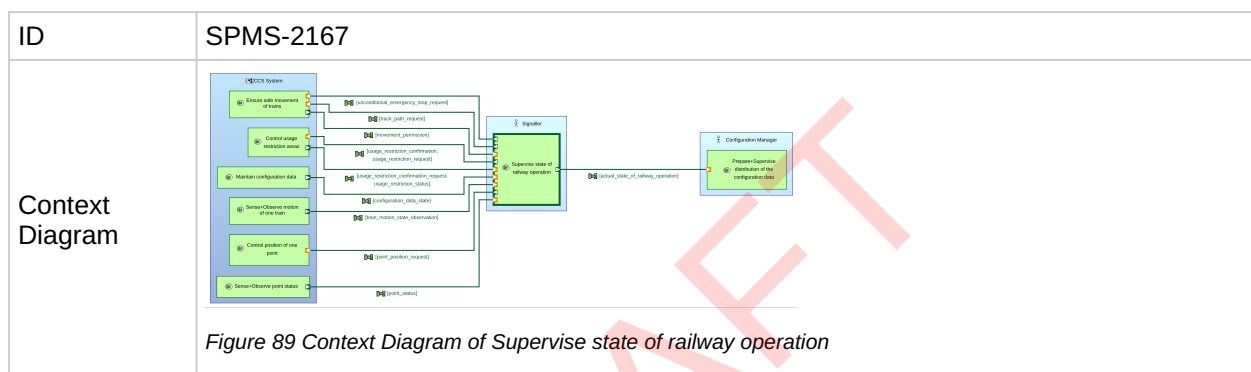 ID
SPMS-2167
Context
Diagram
CCS System
Ensure safe movement
of trains
Control usage
restriction areas
Maintain configuration data
Sense+Observe motion
of one train
Control position of one
point
Sense+Observe point status
[unconditional_emergency_stop_request]
[track_path_request]
[movement_permission]
[usage_restriction_confirmation,
usage_restriction_request]
[usage_restriction_confirmation_request,
usage_restriction_status]
[configuration_data_state]
[train_motion_state_observation]
[point_position_request]
[point_status]
Signaller
Supervise state of
railway operation
[actual_state_of_railway_operation]
Configuration Manager
Prepare+Supervise
distribution of the
configuration data
Figure 89 Context Diagram of Supervise state of railway operation
AFT